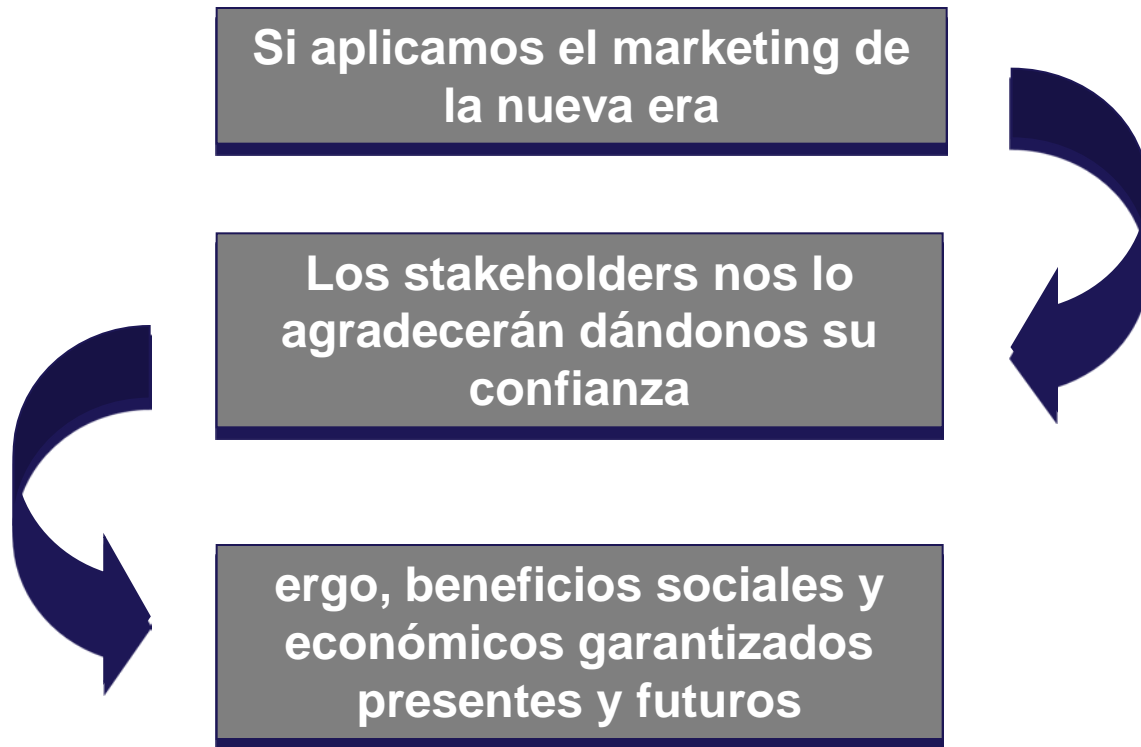 Si aplicamos el marketing de
la nueva era
Los stakeholders nos lo
agradecerán dándonos su
confianza
ergo, beneficios sociales y
económicos garantizados
presentes y futuros